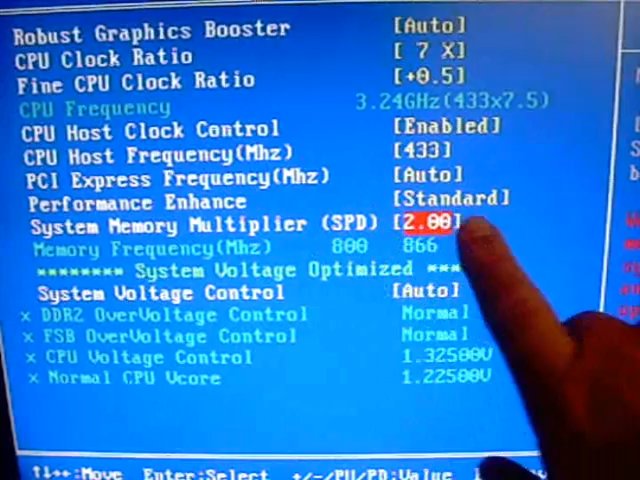 Robust Graphics Booster [Auto]
CPU Clock Ratio [ 7 X]
Fine CPU Clock Ratio [+0.5]
CPU Frequency 3.24GHz(433x7.5)
CPU Host Clock Control [Enabled]
CPU Host Frequency(Mhz) [433]
PCI Express Frequency(Mhz) [Auto]
Performance Enhance [Standard]
System Memory Multiplier (SPD) [2.00]
Memory Frequency(Mhz) 800 866
******** System Voltage Optimized ***
System Voltage Control [Auto]
x DDR2 OverVoltage Control Normal
x FSB OverVoltage Control Normal
x CPU Voltage Control 1.32500V
x Normal CPU Vcore 1.22500V
↑↓→←:Move Enter:Select +/-/PU/PD:Value